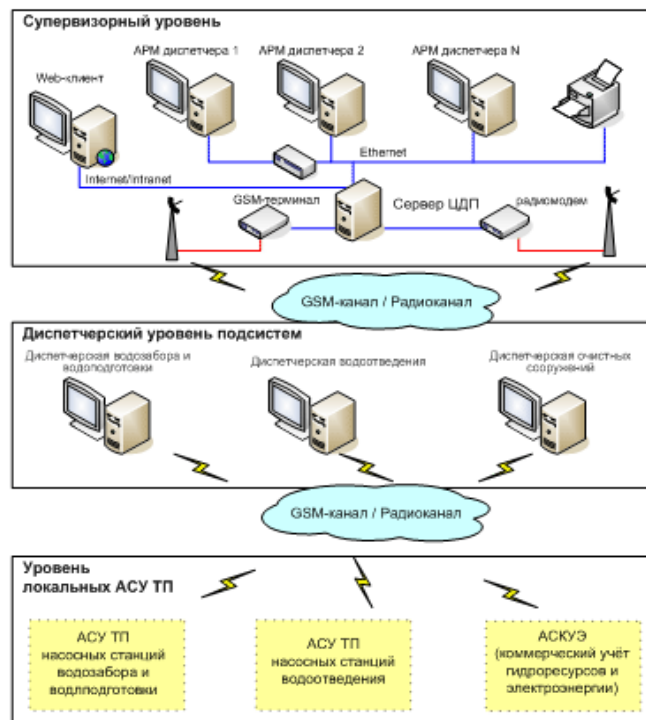 Супервизорный уровень
АРМ диспетчера 1
АРМ диспетчера 2
АРМ диспетчера N
Web-клиент
Ethernet
Internet/Intranet
GSM-терминал
Сервер ЦДП
радиомодем
GSM-канал / Радиоканал
Диспетчерский уровень подсистем
Диспетчерская водозабора и
водоподготовки
Диспетчерская водоотведения
Диспетчерская очистных
сооружений
GSM-канал / Радиоканал
Уровень
локальных АСУ ТП
АСУ ТП
насосных станций
водозабора и
водлподготовки
АСУ ТП
насосных станций
водоотведения
АСКУЭ
(коммерческий учёт
гидроресурсов и
электроэнергии)